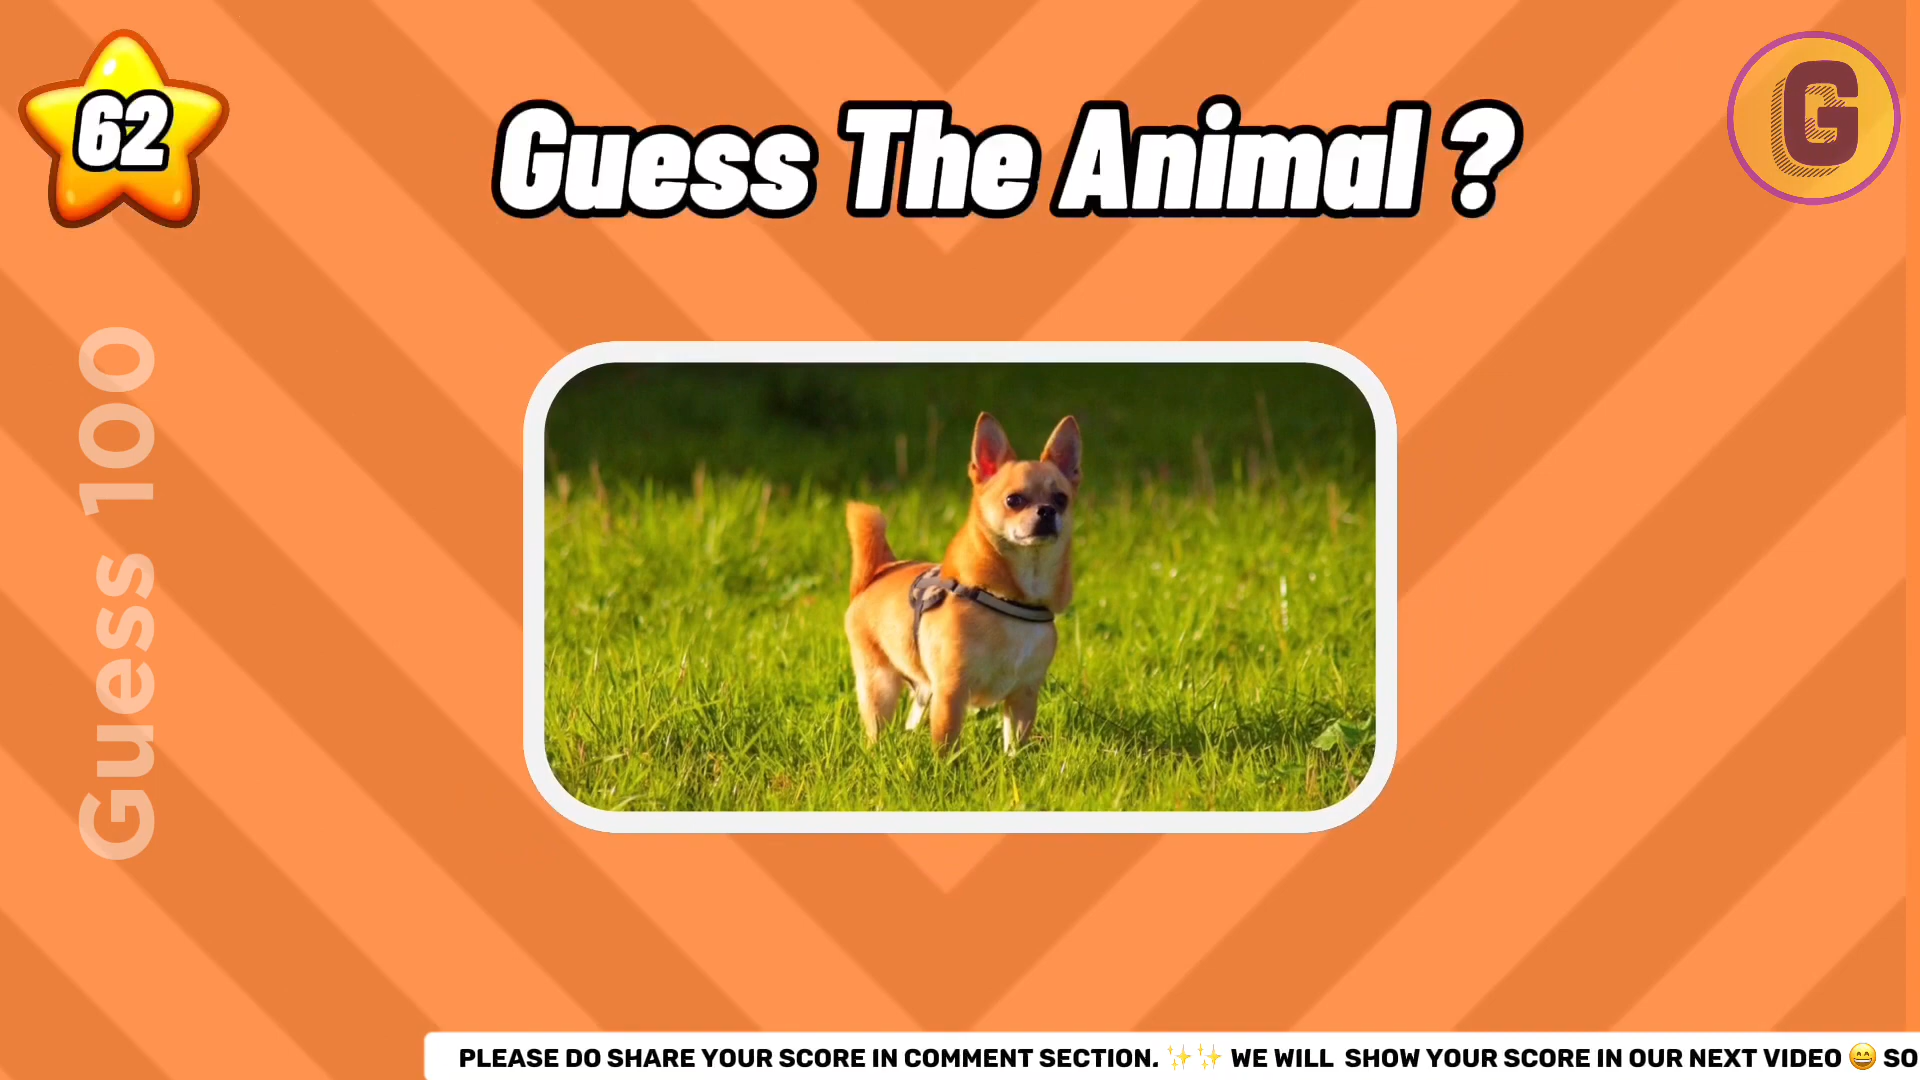 62
Guess The Animal ?
G
Guess 100
PLEASE DO SHARE YOUR SCORE IN COMMENT SECTION. ✨✨ WE WILL SHOW YOUR SCORE IN OUR NEXT VIDEO 😄 SO